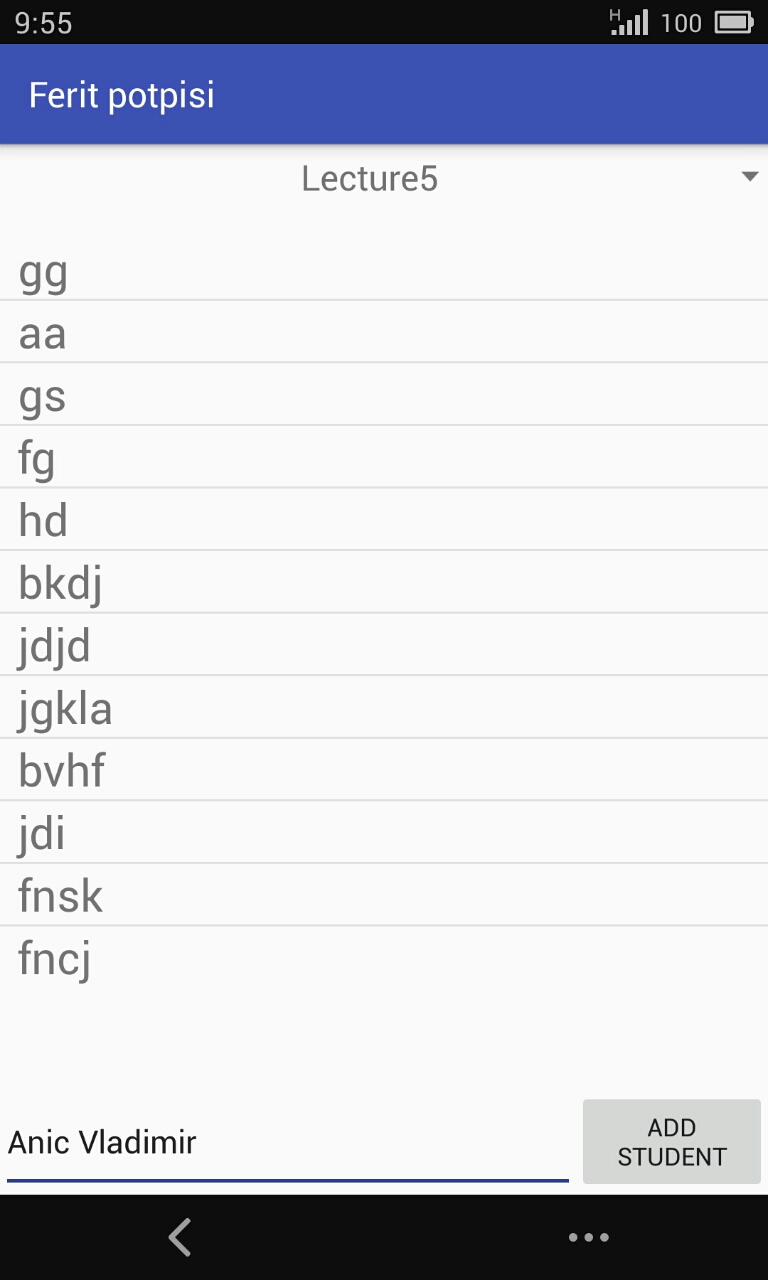 9:55
H 100
Ferit potpisi
Lecture5
gg
aa
gs
fg
hd
bkdj
jdjd
jgkla
bvhf
jdi
fnsk
fncj
Anic Vladimir
ADD
STUDENT